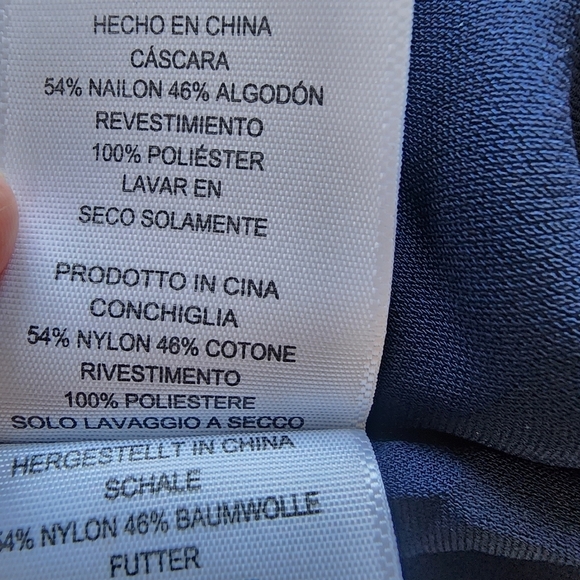 HECHO EN CHINA
CÁSCARA
54% NAILON 46% ALGODÓN
REVESTIMIENTO
100% POLIÉSTER
LAVAR EN
SECO SOLAMENTE
PRODOTTO IN CINA
CONCHIGLIA
54% NYLON 46% COTONE
RIVESTIMENTO
100% POLIESTERE
SOLO LAVAGGIO A SECCO
HERGESTELLT IN CHINA
SCHALE
54% NYLON 46% BAUMWOLLE
FUTTER